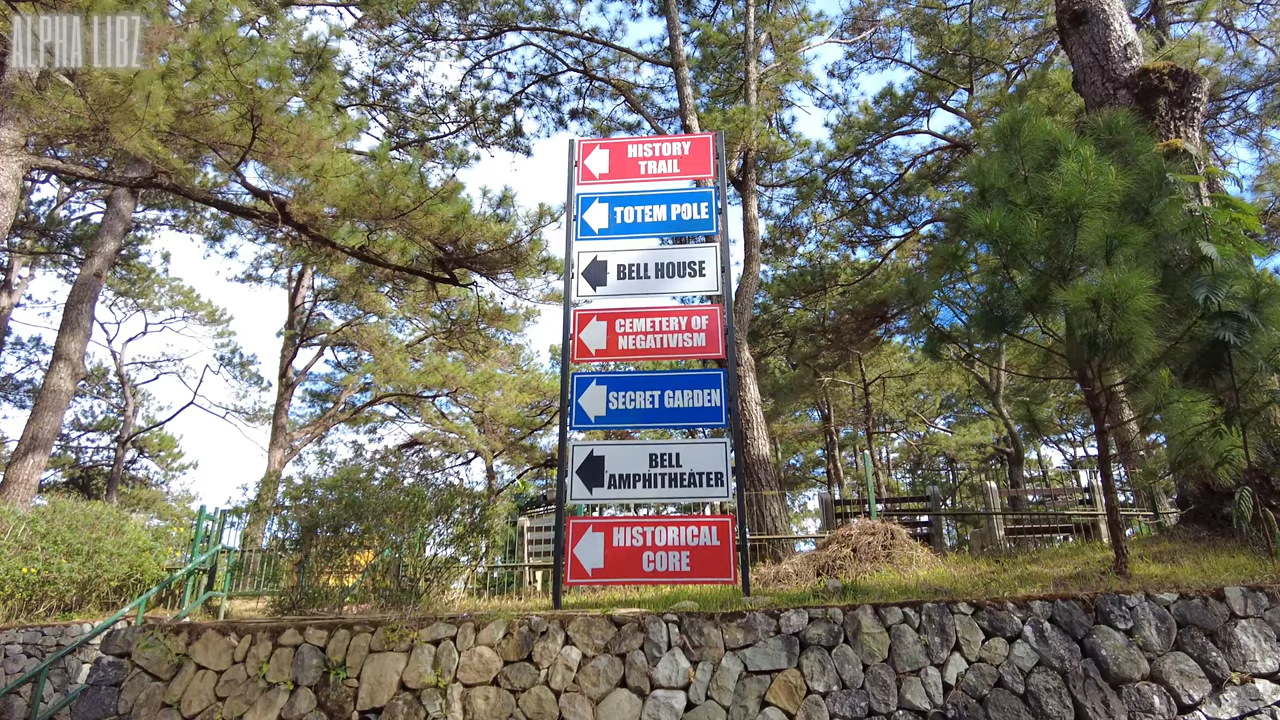 ALPHA LIBZ
HISTORY
TRAIL
TOTEM POLE
BELL HOUSE
CEMETERY OF
NEGATIVISM
SECRET GARDEN
BELL
AMPHITHEATER
HISTORICAL
CORE